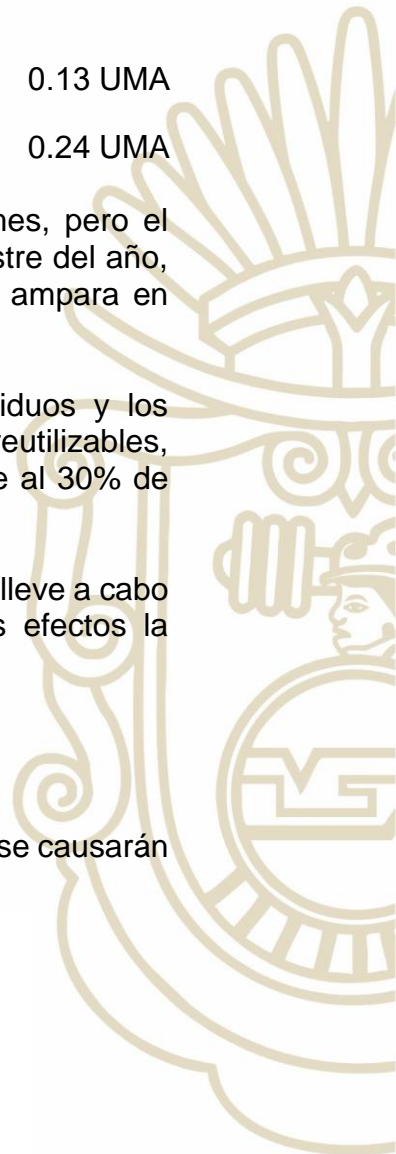 0.13 UMA
0.24 UMA
nes, pero el
stre del año,
ampara en
iduos y los
reutilizables,
e al 30% de
lleve a cabo
s efectos la
se causarán